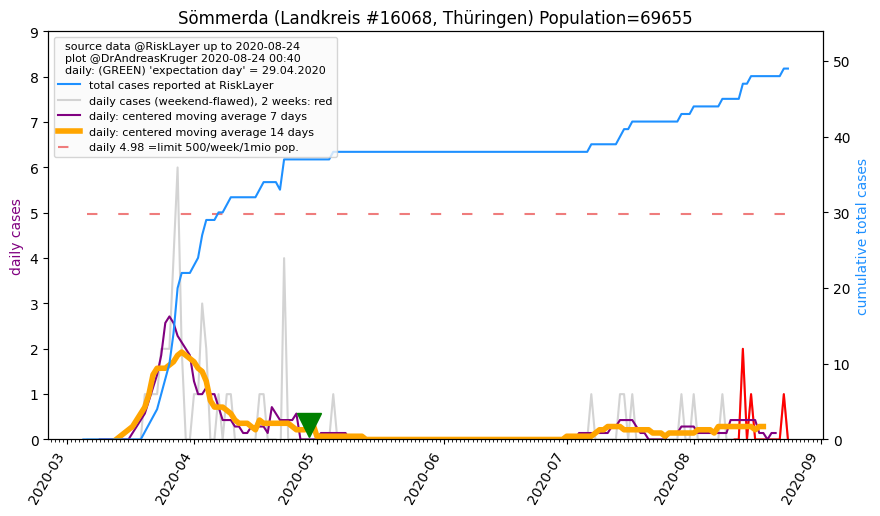 Sömmerda (Landkreis #16068, Thüringen) Population=69655
source data @RiskLayer up to 2020-08-24
plot @DrAndreasKruger 2020-08-24 00:40
daily: (GREEN) 'expectation day' = 29.04.2020
total cases reported at RiskLayer
daily cases (weekend-flawed), 2 weeks: red
daily: centered moving average 7 days
daily: centered moving average 14 days
daily 4.98 =limit 500/week/1mio pop.
daily cases
9
8
7
6
5
4
3
2
1
0
cumulative total cases
50
40
30
20
10
0
2020-03
2020-04
2020-05
2020-06
2020-07
2020-08
2020-09